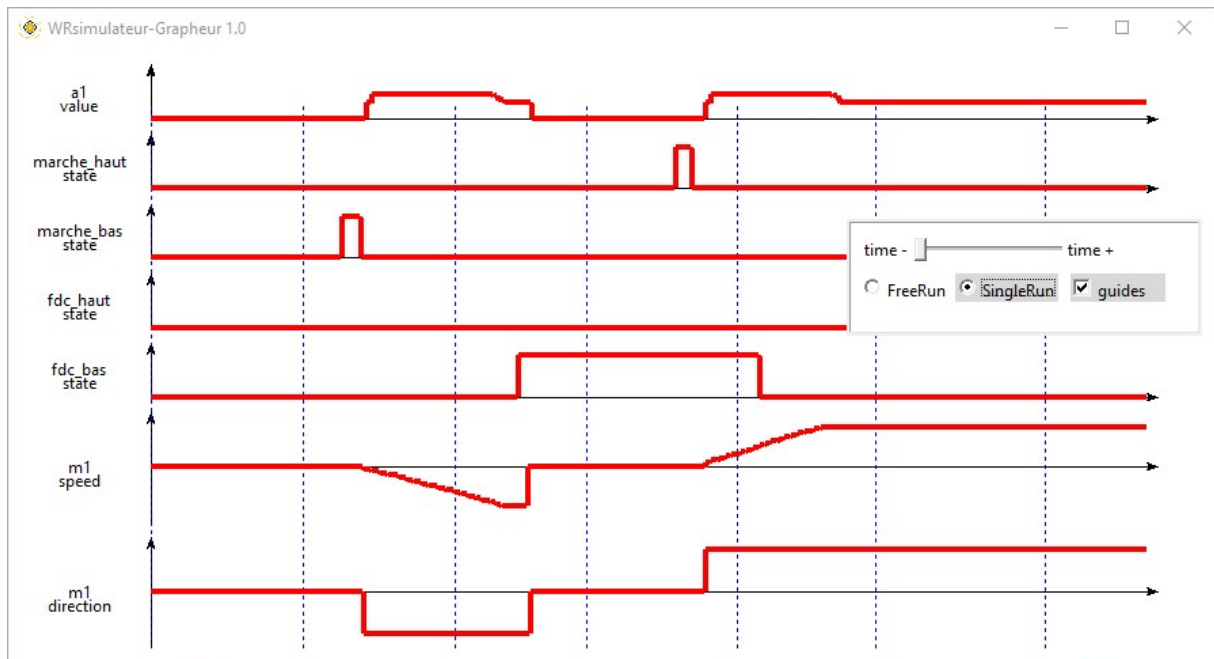 WRsimulateur-Grapheur 1.0
a1
value
marche_haut
state
marche_bas
state
time -
time +
fdc_haut
state
FreeRun
SingleRun
guides
fdc_bas
state
m1
speed
m1
direction